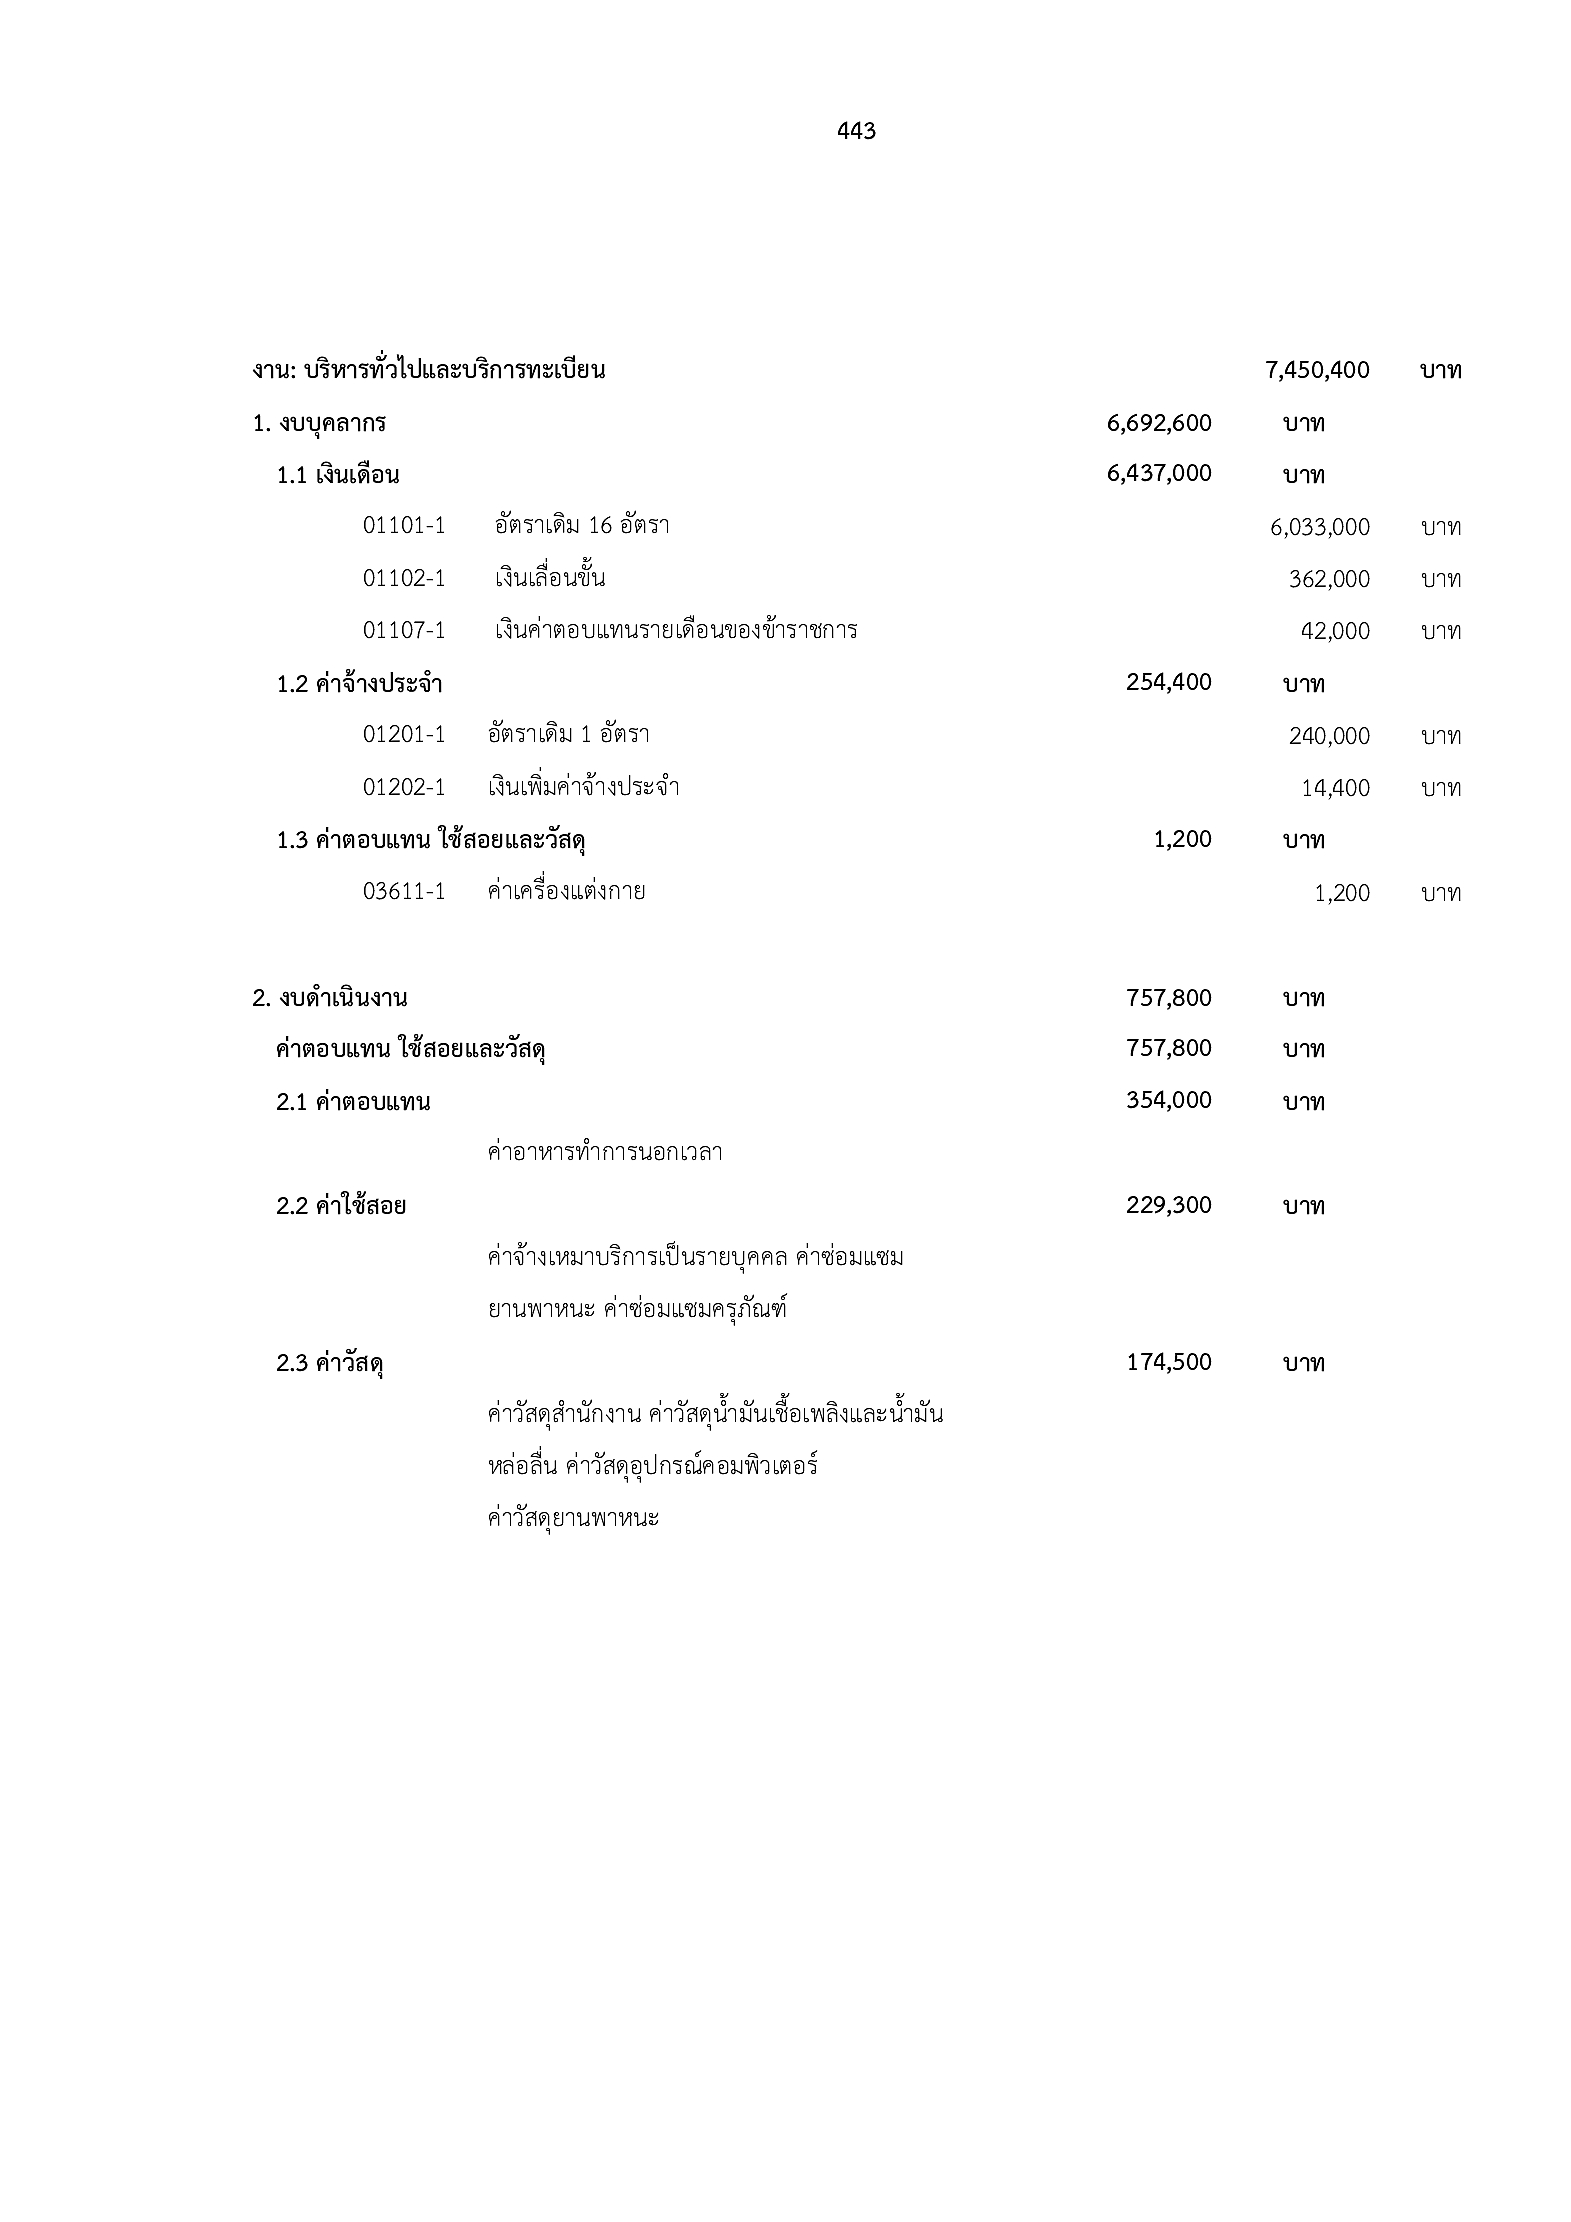 443
งาน: บริหารทั่วไปและบริการทะเบียน 7,450,400 บาท
1. งบบุคลากร 6,692,600 บาท
1.1 เงินเดือน 6,437,000 บาท
01101-1 อัตราเดิม 16 อัตรา 6,033,000 บาท
01102-1 เงินเลื่อนขั้น 362,000 บาท
01107-1 เงินค่าตอบแทนรายเดือนของข้าราชการ 42,000 บาท
1.2 ค่าจ้างประจำ 254,400 บาท
01201-1 อัตราเดิม 1 อัตรา 240,000 บาท
01202-1 เงินเพิ่มค่าจ้างประจำ 14,400 บาท
1.3 ค่าตอบแทน ใช้สอยและวัสดุ 1,200 บาท
03611-1 ค่าเครื่องแต่งกาย 1,200 บาท
2. งบดำเนินงาน 757,800 บาท
ค่าตอบแทน ใช้สอยและวัสดุ 757,800 บาท
2.1 ค่าตอบแทน 354,000 บาท
ค่าอาหารทำการนอกเวลา
2.2 ค่าใช้สอย 229,300 บาท
ค่าจ้างเหมาบริการเป็นรายบุคคล ค่าซ่อมแซม
ยานพาหนะ ค่าซ่อมแซมครุภัณฑ์
2.3 ค่าวัสดุ 174,500 บาท
ค่าวัสดุสำนักงาน ค่าวัสดุน้ำมันเชื้อเพลิงและน้ำมัน
หล่อลื่น ค่าวัสดุอุปกรณ์คอมพิวเตอร์
ค่าวัสดุยานพาหนะ